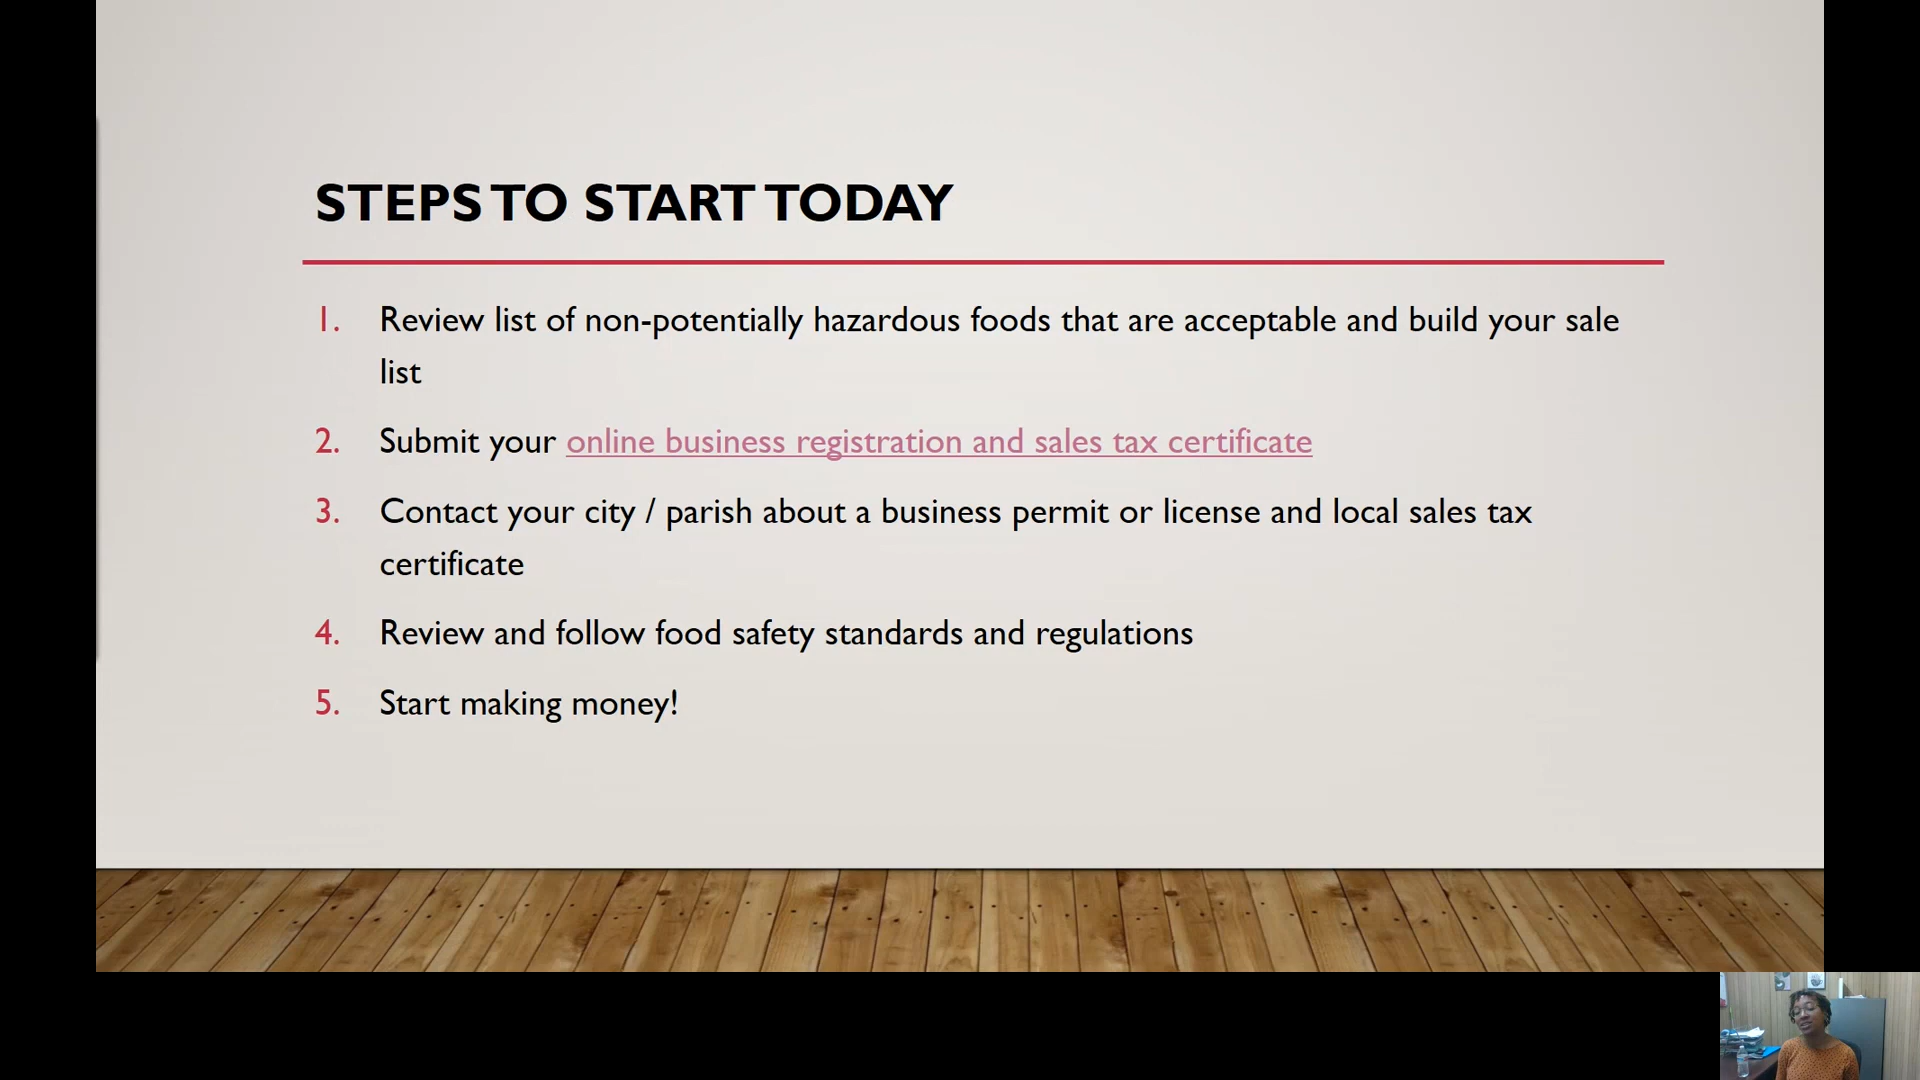 STEPS TO START TODAY
1. Review list of non-potentially hazardous foods that are acceptable and build your sale
list
2. Submit your online business registration and sales tax certificate
3. Contact your city / parish about a business permit or license and local sales tax
certificate
4. Review and follow food safety standards and regulations
5. Start making money!